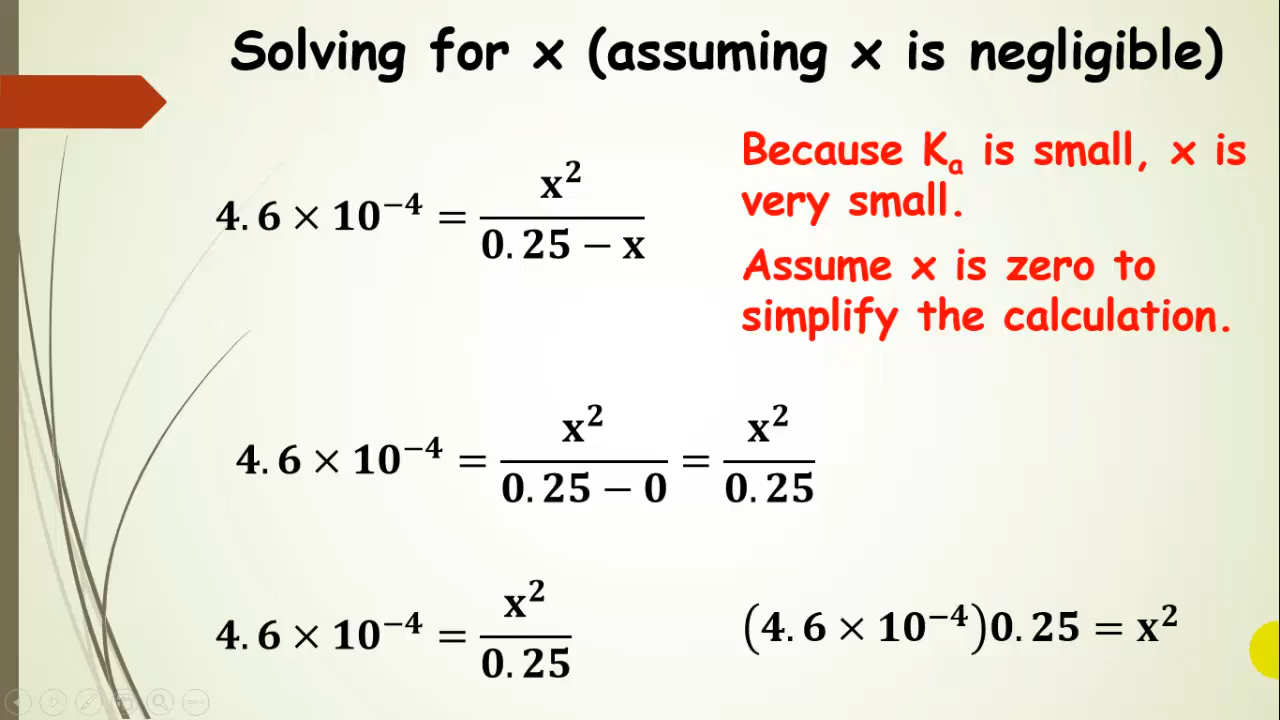 Solving for x (assuming x is negligible)
Because Kₐ is small, x is
very small.
Assume x is zero to
simplify the calculation.
4.6 × 10⁻⁴ = x² / (0.25 − x)
4.6 × 10⁻⁴ = x² / (0.25 − 0) = x² / 0.25
4.6 × 10⁻⁴ = x² / 0.25
(4.6 × 10⁻⁴)0.25 = x²